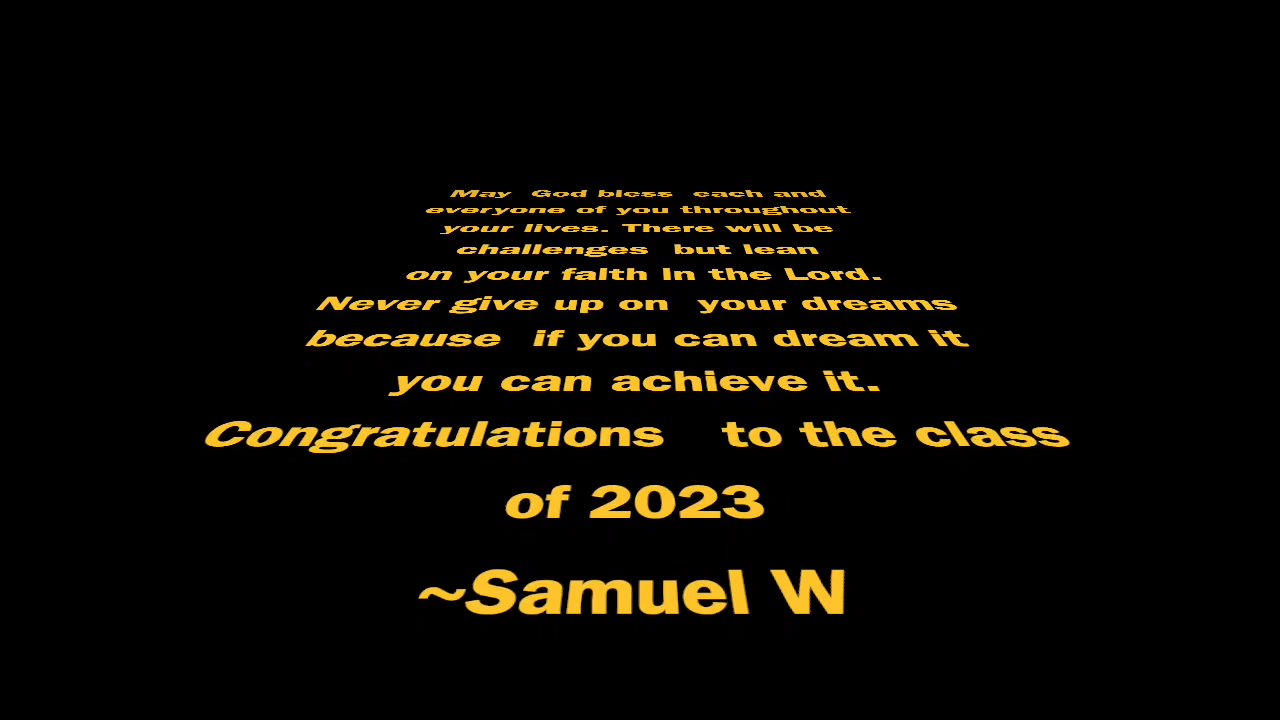 May God bless each and
everyone of you throughout
your lives. There will be
challenges but lean
on your faith in the Lord.
Never give up on your dreams
because if you can dream it
you can achieve it.
Congratulations to the class
of 2023
~Samuel W